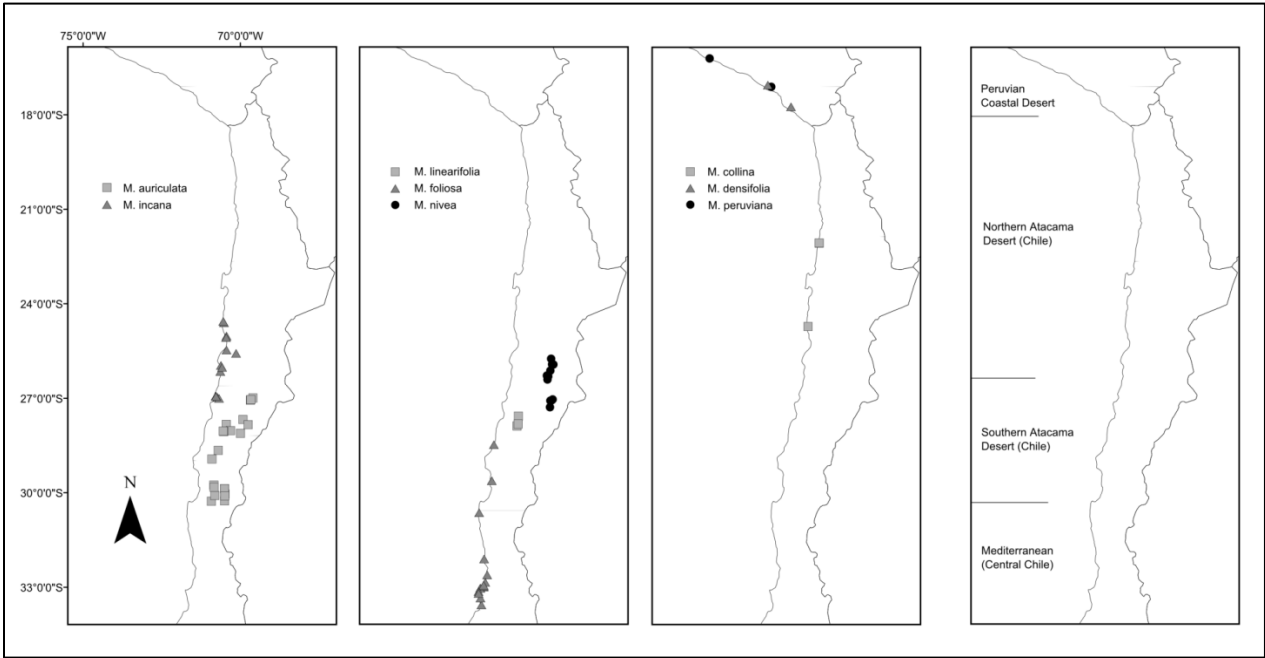 75°0'0"W
70°0'0"W
18°0'0"S
21°0'0"S
24°0'0"S
27°0'0"S
30°0'0"S
33°0'0"S
M. auriculata
M. incana
N
M. linearifolia
M. foliosa
M. nivea
M. collina
M. densifolia
M. peruviana
Peruvian
Coastal Desert
Northern Atacama
Desert (Chile)
Southern Atacama
Desert (Chile)
Mediterranean
(Central Chile)